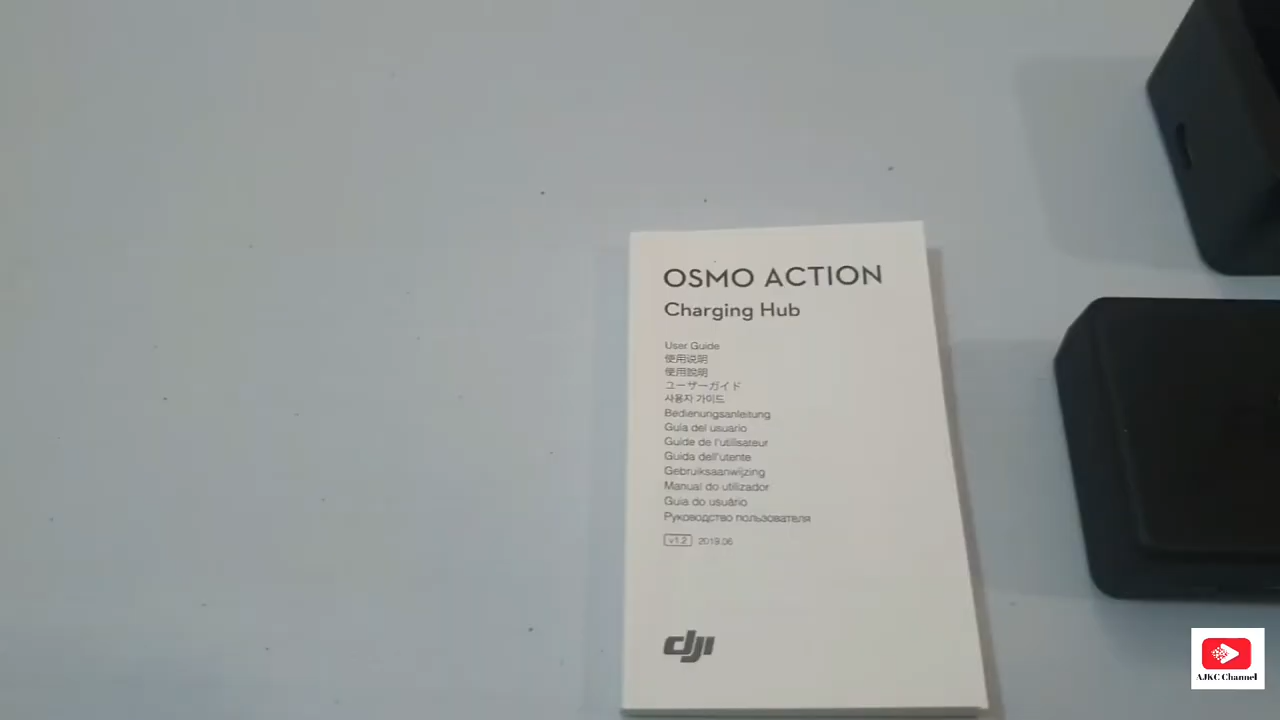 OSMO ACTION
Charging Hub
User Guide
使用说明
使用說明
ユーザーガイド
사용자 가이드
Bedienungsanleitung
Guía del usuario
Guide de l'utilisateur
Guida dell'utente
Gebruiksaanwijzing
Manual do utilizador
Guia do usuário
Руководство пользователя
v1.2 2019.06
dji
AJKC Channel